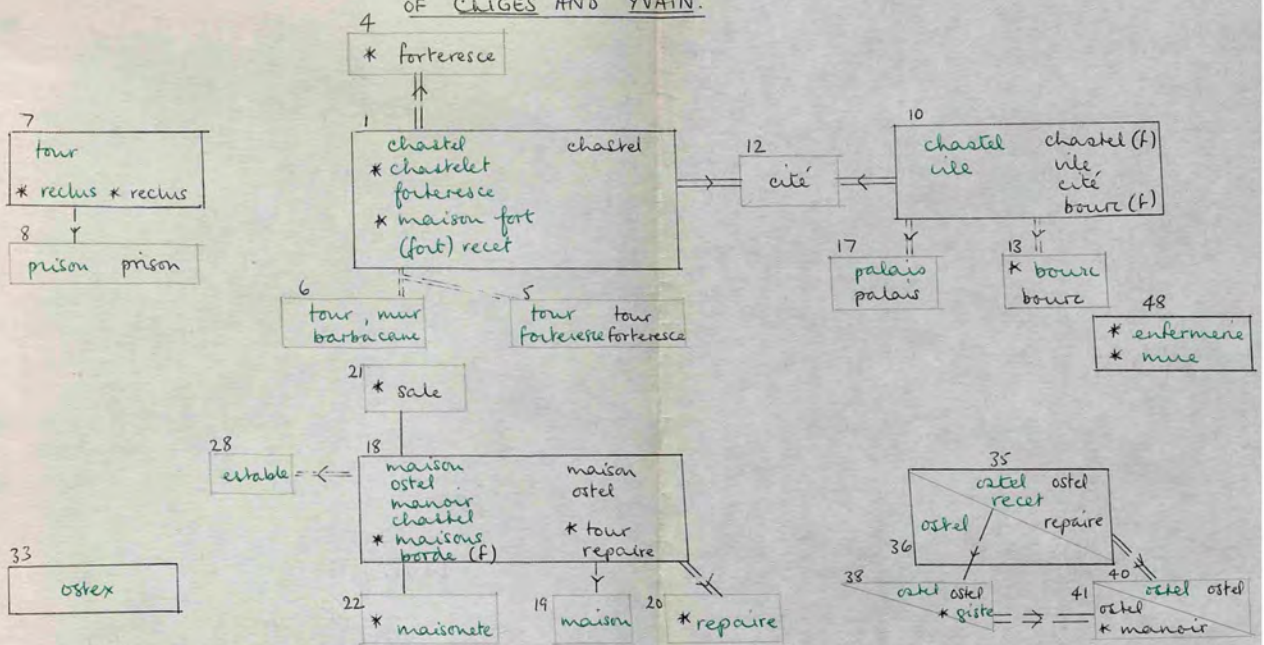 OF CLIGES AND YVAIN.
4
* forteresce
7
tour
* reclus * reclus
8
prison prison
1
chastel chastel
* chastelet
forteresce
* maison fort
(fort) recet
12
cité
10
chastel chastel (f)
vile vile
cité
bourc (f)
17
palais
palais
13
* bourc
bourc
6
tour, mur
barbacane
5
tour tour
forteresce forteresce
48
* enfermerie
* mue
21
* sale
28
estable
18
maison maison
ostel ostel
manoir
chastel
* maisons * tour
borde (f) repaire
33
ostex
22
* maisonete
19
maison
20
* repaire
35
ostel ostel
recet
ostel repaire
36
38
ostel ostel
* giste
40
41
ostel ostel
ostel
* manoir